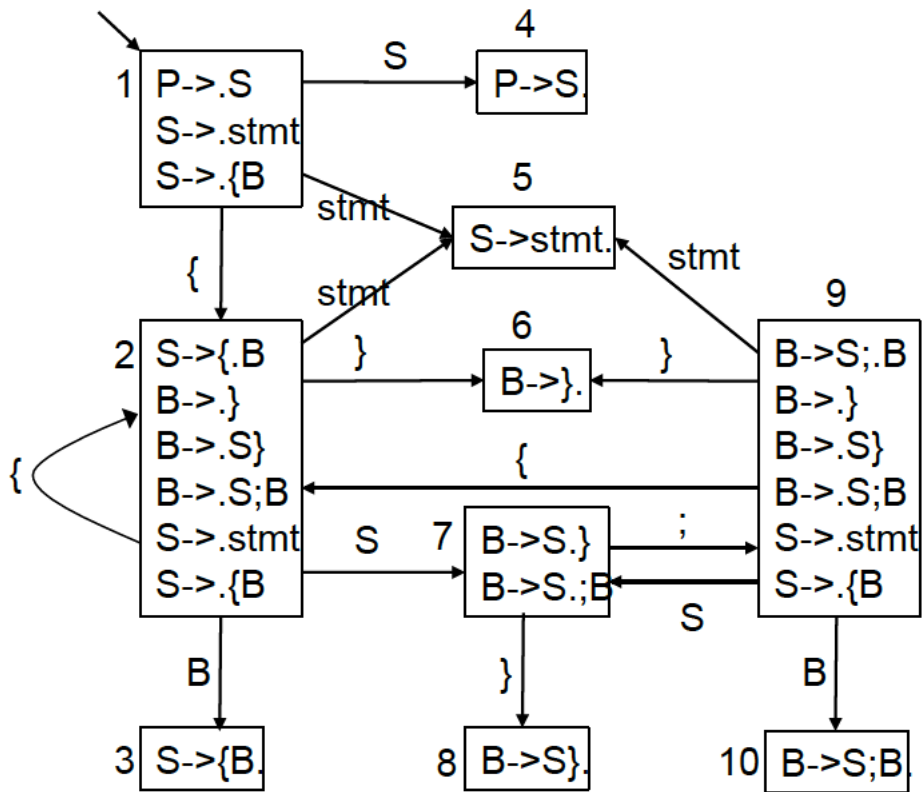 4
1
P->.S
S->.stmt
S->.{B
S
P->S.
stmt
5
S->stmt.
{
stmt
stmt
9
2
S->{.B
B->.}
B->.S}
B->.S;B
S->.stmt
S->.{B
{
}
6
B->}.
}
{
S
7
B->S.}
B->S.;B
;
S
B->S;.B
B->.}
B->.S}
B->.S;B
S->.stmt
S->.{B
B
}
B
3
S->{B.
8
B->S}.
10
B->S;B.